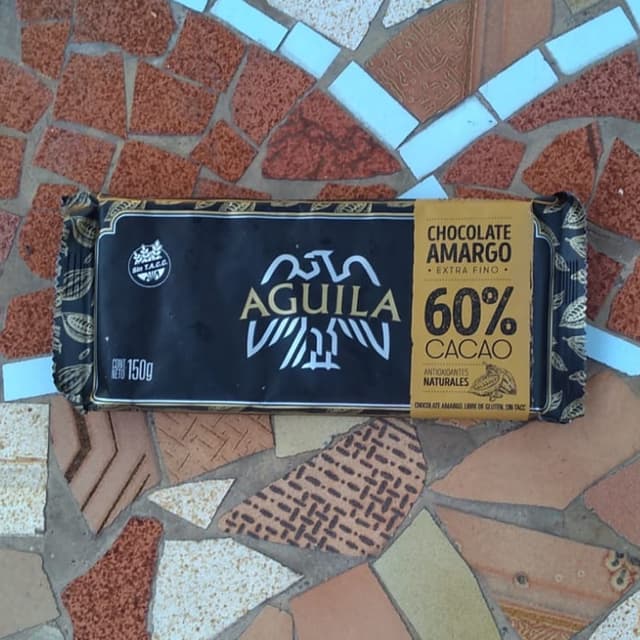 Sin T.A.C.C.
AGUILA
CONT.
NETO 150g
CHOCOLATE
AMARGO
• EXTRA FINO •
60%
CACAO
ANTIOXIDANTES
NATURALES
CHOCOLATE AMARGO, LIBRE DE GLUTEN, SIN TACC